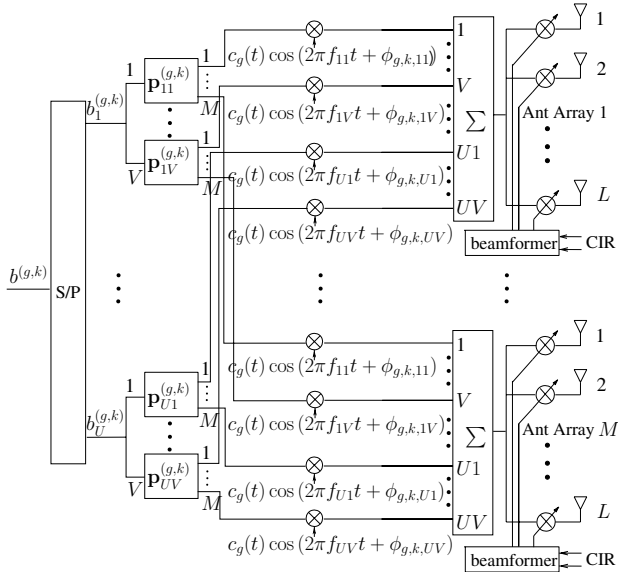 b^{(g,k)}
S/P
b_1^{(g,k)}
1
V
p_{11}^{(g,k)}
p_{1V}^{(g,k)}
1
M
1
M
c_g(t) cos (2πf_{11}t + ϕ_{g,k,11})
c_g(t) cos (2πf_{1V}t + ϕ_{g,k,1V})
c_g(t) cos (2πf_{U1}t + ϕ_{g,k,U1})
c_g(t) cos (2πf_{UV}t + ϕ_{g,k,UV})
1
V
∑
U1
UV
1
2
Ant Array 1
L
beamformer
CIR
b_U^{(g,k)}
1
V
p_{U1}^{(g,k)}
p_{UV}^{(g,k)}
1
M
1
M
c_g(t) cos (2πf_{11}t + ϕ_{g,k,11})
c_g(t) cos (2πf_{1V}t + ϕ_{g,k,1V})
c_g(t) cos (2πf_{U1}t + ϕ_{g,k,U1})
c_g(t) cos (2πf_{UV}t + ϕ_{g,k,UV})
1
V
∑
U1
UV
1
2
Ant Array M
L
beamformer
CIR